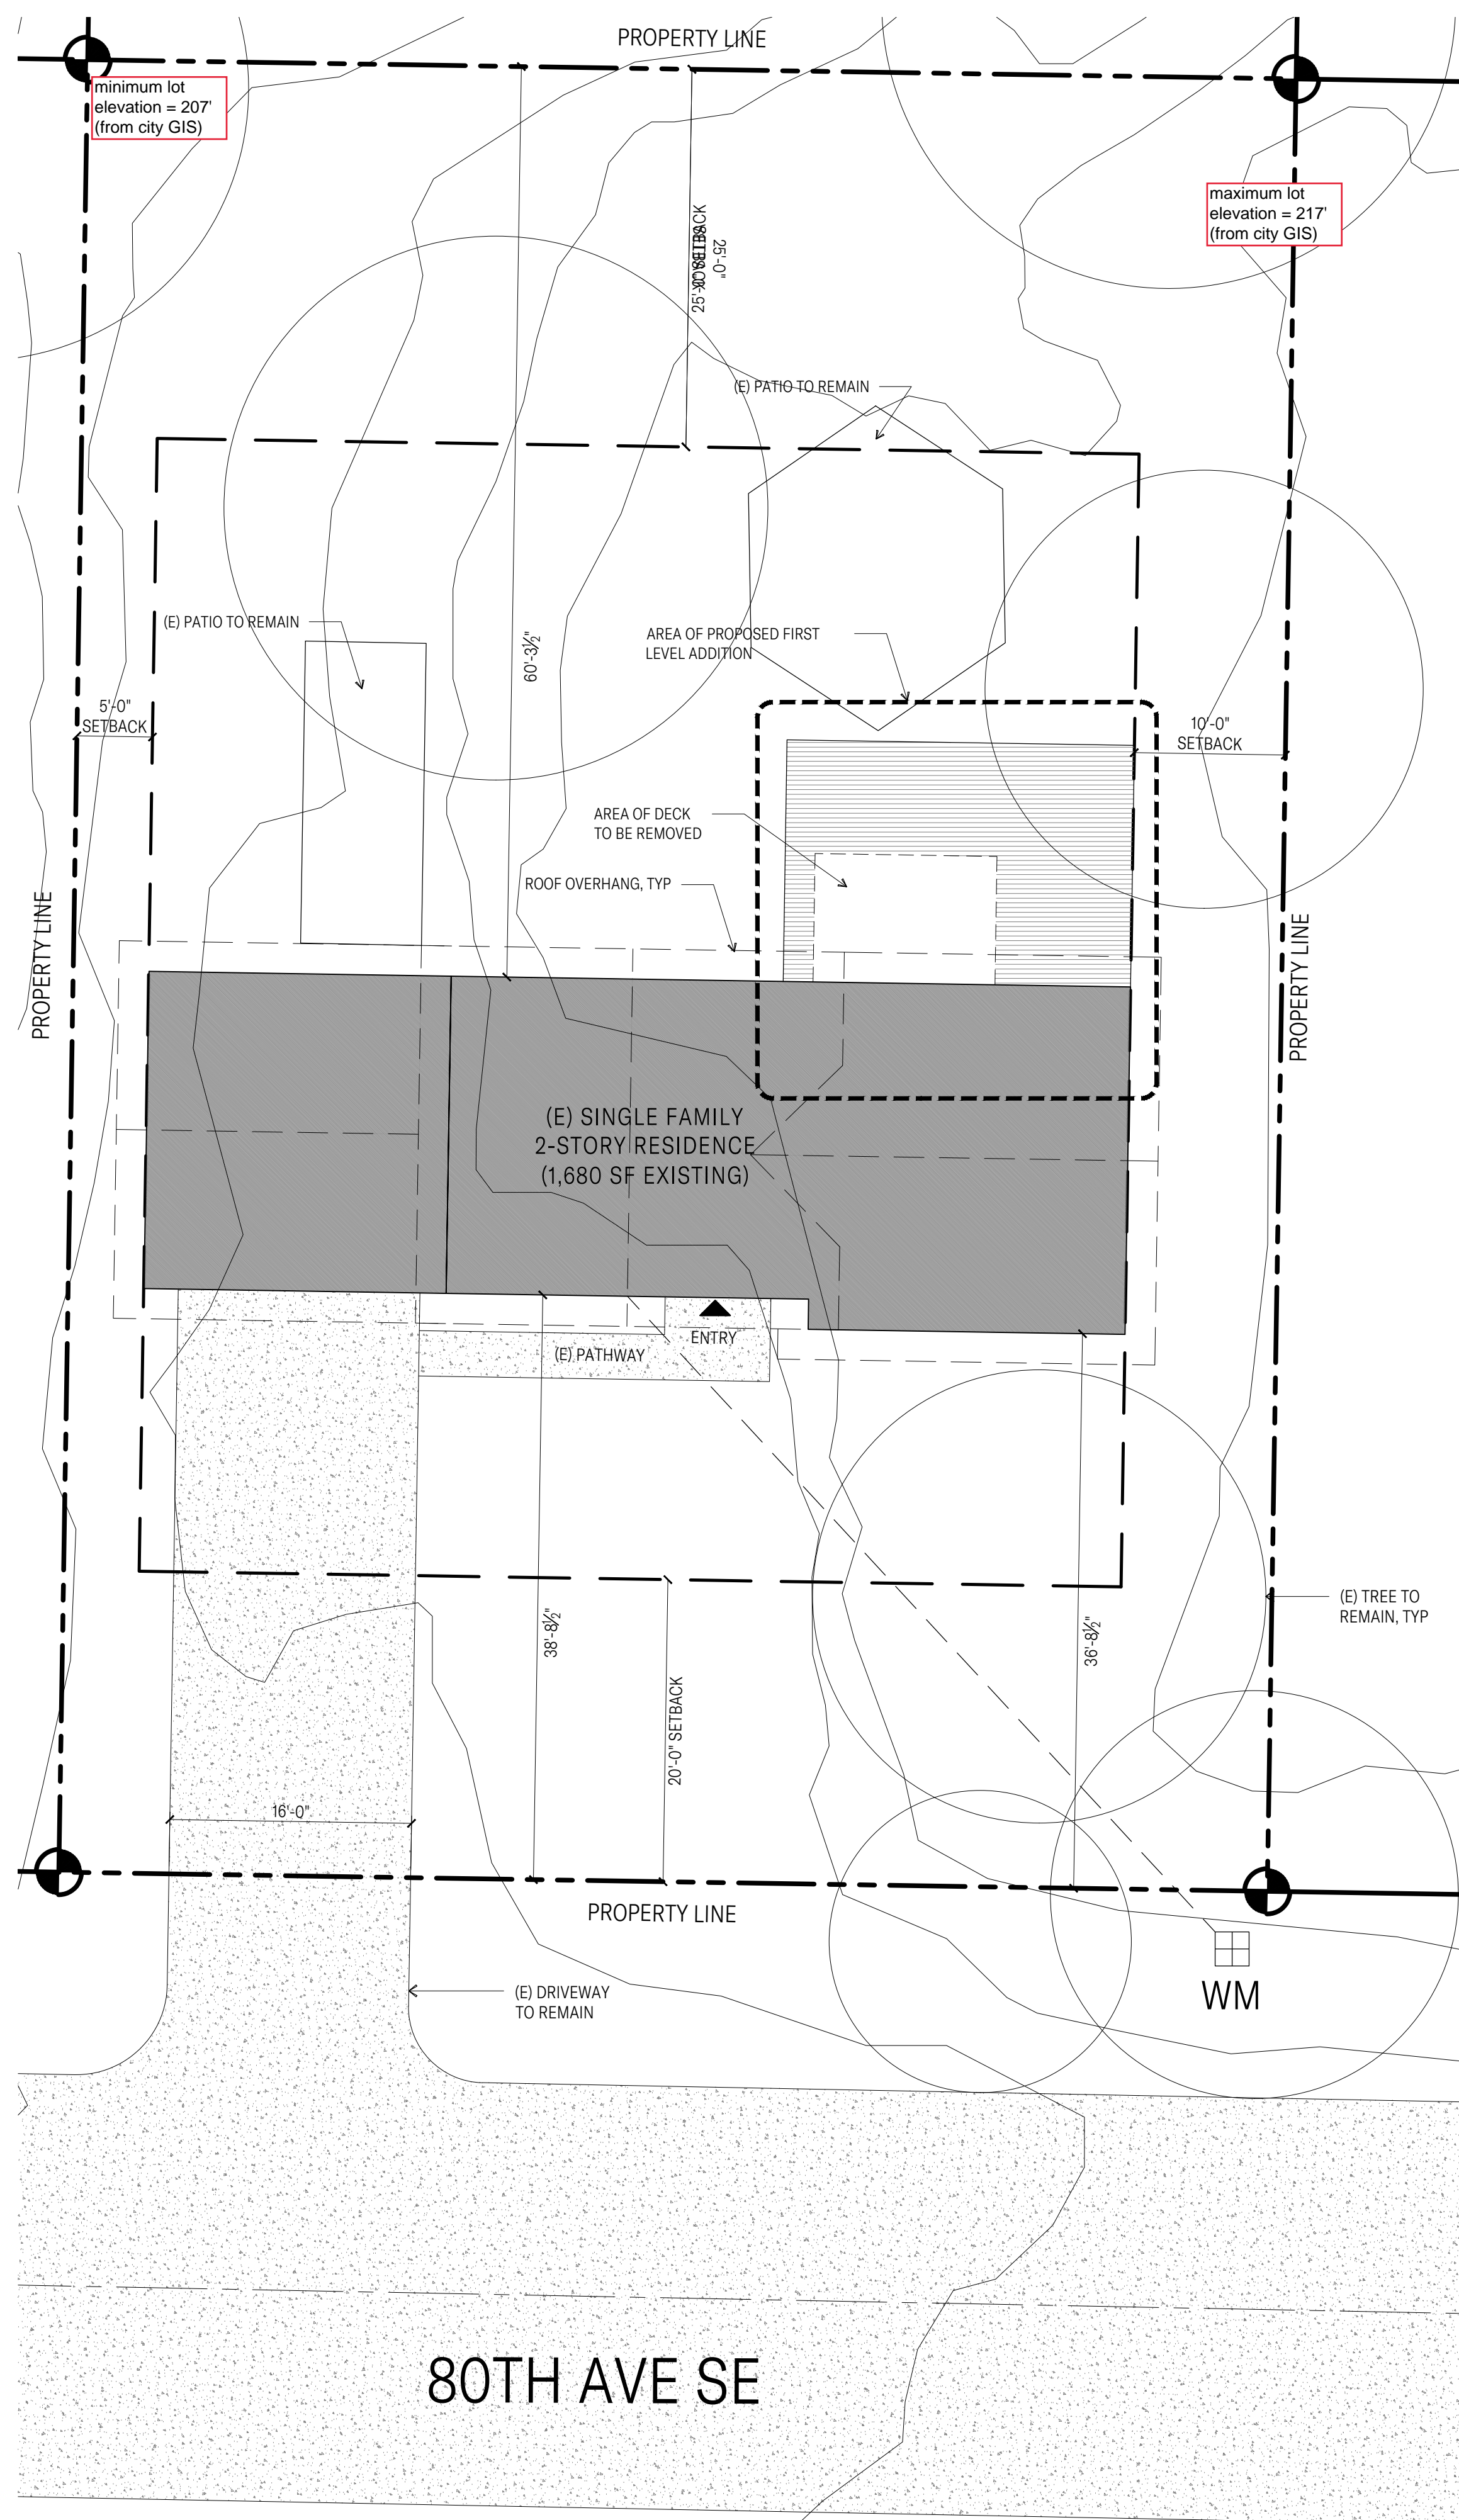 PROPERTY LINE
minimum lot
elevation = 207'
(from city GIS)
maximum lot
elevation = 217'
(from city GIS)
25'-0" SETBACK
25'-0"
(E) PATIO TO REMAIN
(E) PATIO TO REMAIN
60'-3½"
AREA OF PROPOSED FIRST
LEVEL ADDITION
5'-0"
SETBACK
10'-0"
SETBACK
AREA OF DECK
TO BE REMOVED
ROOF OVERHANG, TYP
PROPERTY LINE
PROPERTY LINE
(E) SINGLE FAMILY
2-STORY RESIDENCE
(1,680 SF EXISTING)
ENTRY
(E) PATHWAY
(E) TREE TO
REMAIN, TYP
38'-8½"
36'-8½"
20'-0" SETBACK
16'-0"
PROPERTY LINE
(E) DRIVEWAY
TO REMAIN
WM
80TH AVE SE